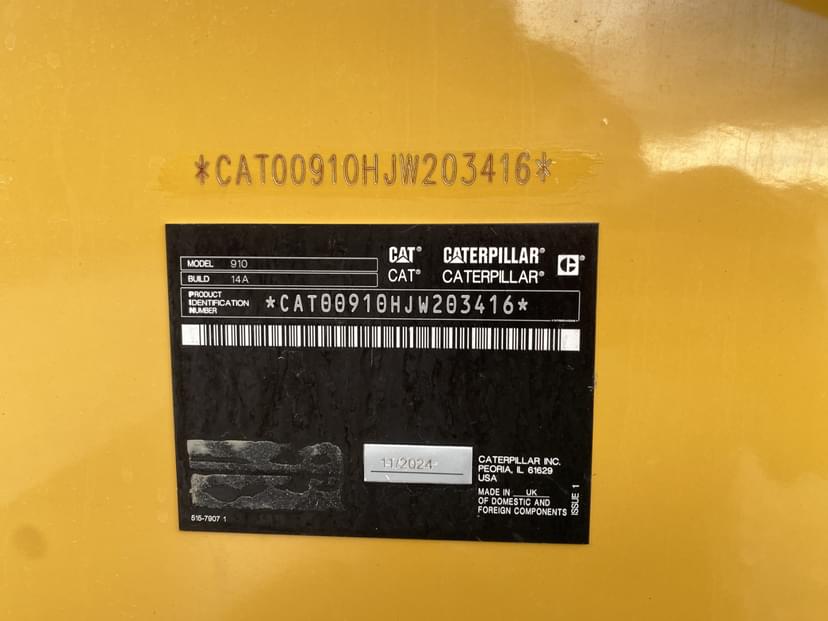 *CAT00910HJW203416*
CAT® CATERPILLAR®
CAT® CATERPILLAR®
MODEL 910
BUILD 14A
PRODUCT
IDENTIFICATION
NUMBER
*CAT00910HJW203416*
11/2024
CATERPILLAR INC.
PEORIA, IL 61629
USA
MADE IN UK
OF DOMESTIC AND
FOREIGN COMPONENTS
ISSUE 1
515-7907 1